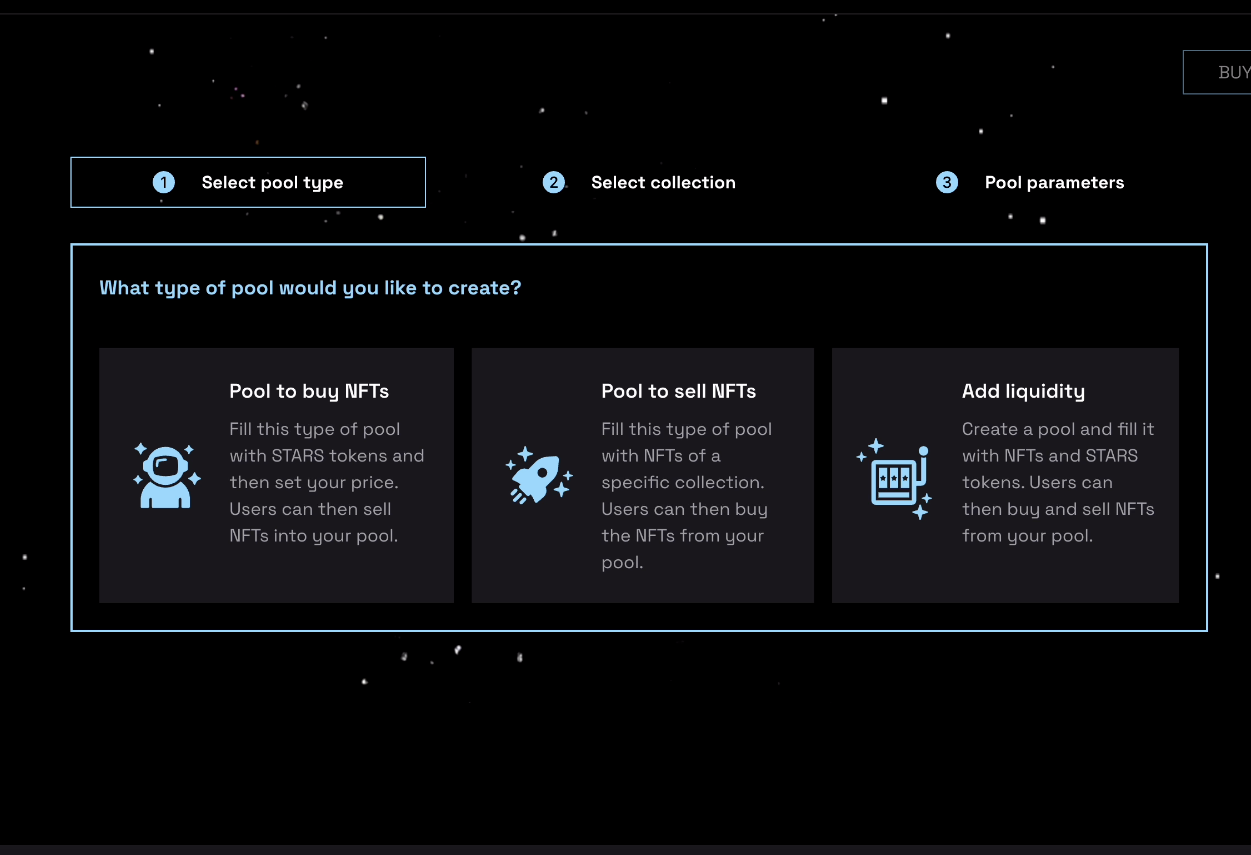 BUY
1 Select pool type
2 Select collection
3 Pool parameters
What type of pool would you like to create?
Pool to buy NFTs
Fill this type of pool
with STARS tokens and
then set your price.
Users can then sell
NFTs into your pool.
Pool to sell NFTs
Fill this type of pool
with NFTs of a
specific collection.
Users can then buy
the NFTs from your
pool.
Add liquidity
Create a pool and fill it
with NFTs and STARS
tokens. Users can
then buy and sell NFTs
from your pool.